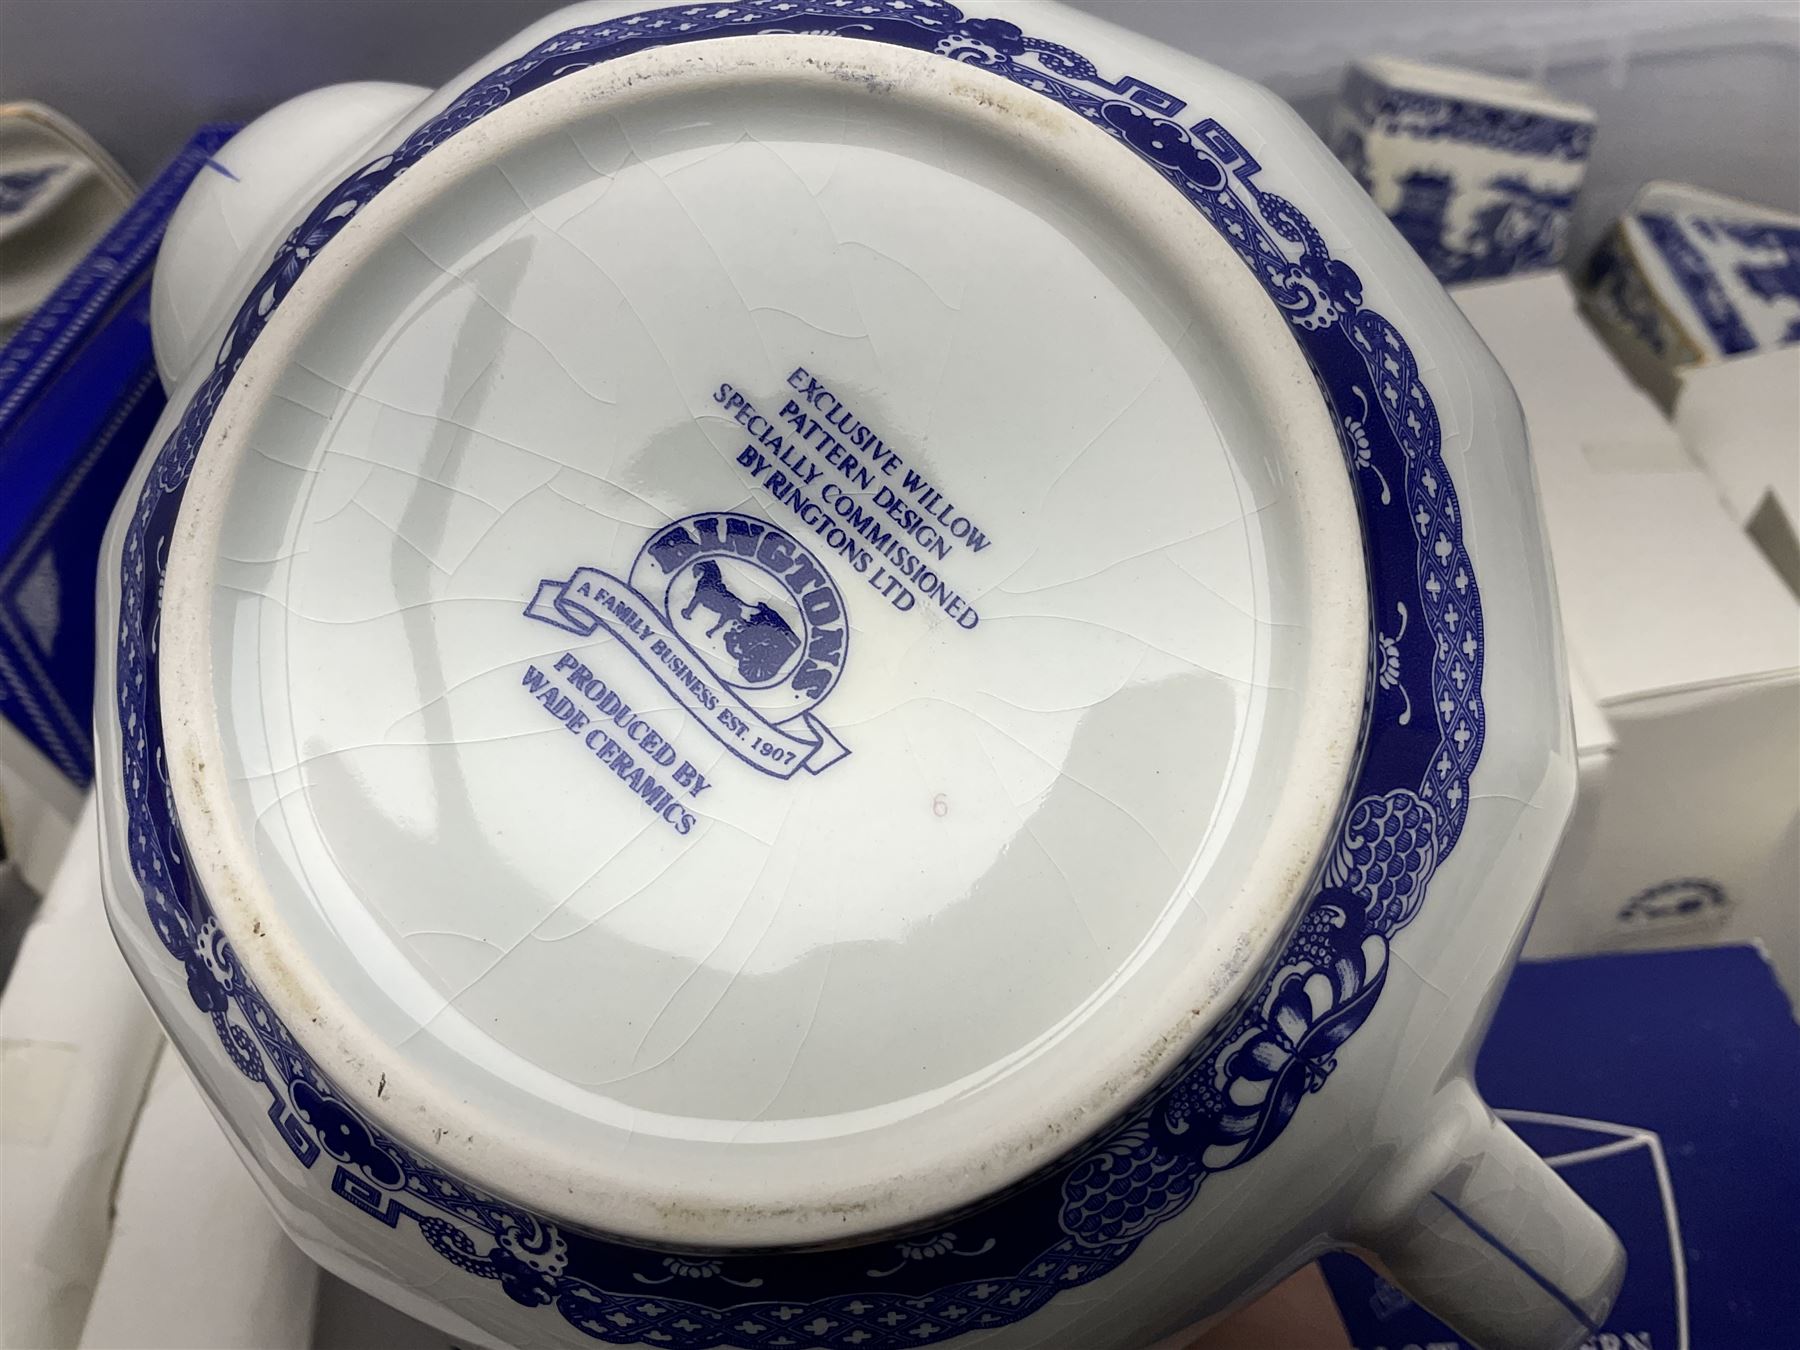 EXCLUSIVE WILLOW
PATTERN DESIGN
SPECIALLY COMMISSIONED
BY RINGTONS LTD
RINGTONS
A FAMILY BUSINESS EST. 1907
PRODUCED BY
WADE CERAMICS
6